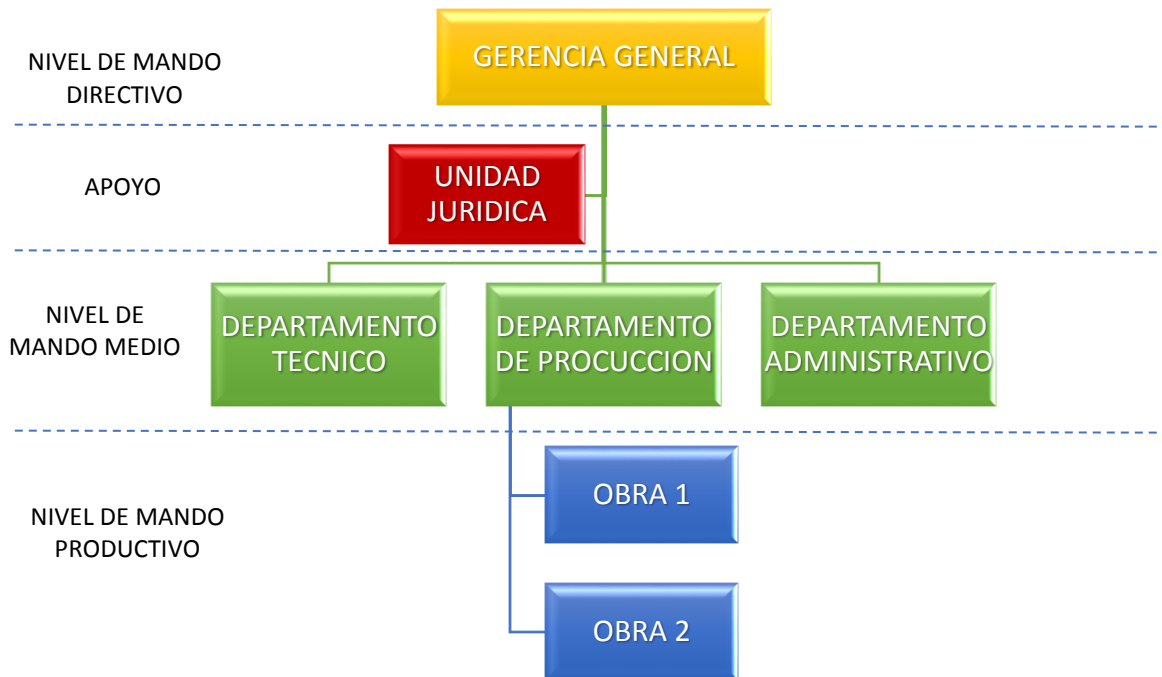 NIVEL DE MANDO
DIRECTIVO
GERENCIA GENERAL
APOYO
UNIDAD
JURIDICA
NIVEL DE
MANDO MEDIO
DEPARTAMENTO
TECNICO
DEPARTAMENTO
DE PROCUCCION
DEPARTAMENTO
ADMINISTRATIVO
NIVEL DE MANDO
PRODUCTIVO
OBRA 1
OBRA 2